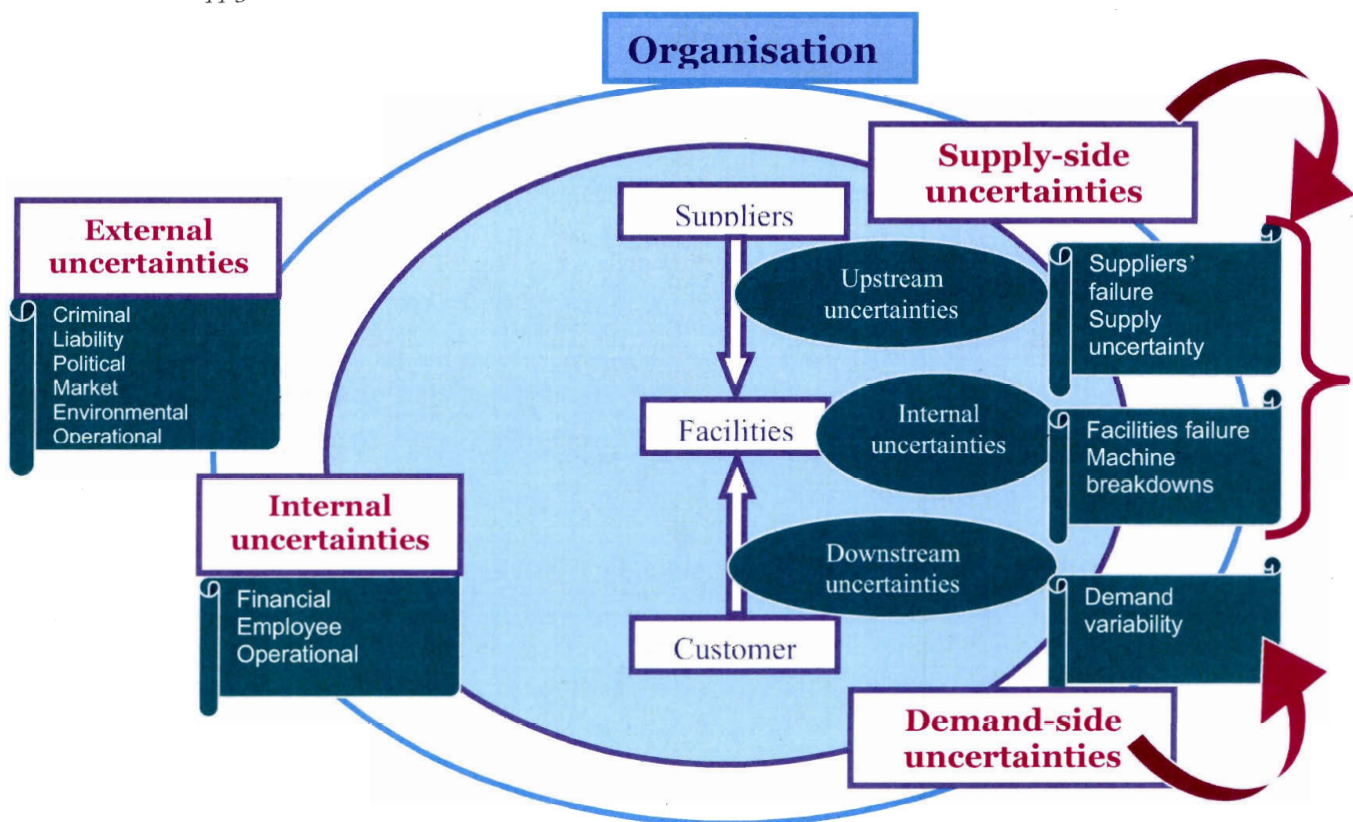 Organisation
Supply-side
uncertainties
External
uncertainties
Criminal
Liability
Political
Market
Environmental
Operational
Internal
uncertainties
Financial
Employee
Operational
Suppliers
Facilities
Customer
Upstream
uncertainties
Internal
uncertainties
Downstream
uncertainties
Suppliers’
failure
Supply
uncertainty
Facilities failure
Machine
breakdowns
Demand
variability
Demand-side
uncertainties